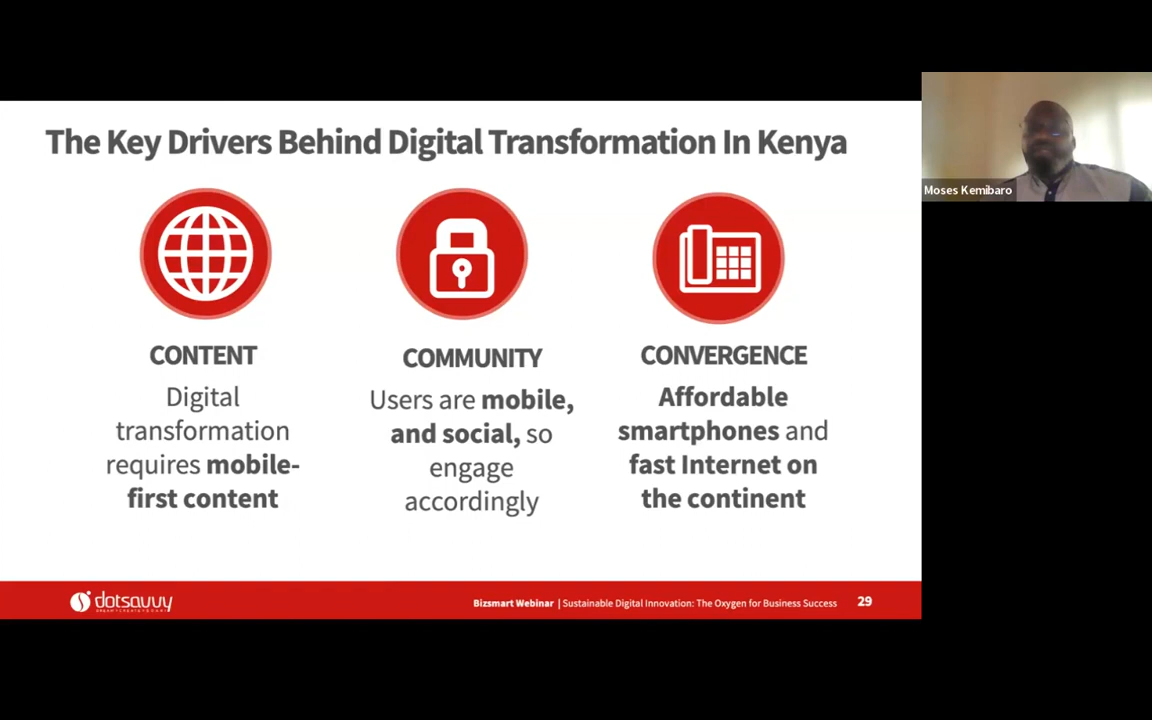 The Key Drivers Behind Digital Transformation In Kenya
Moses Kemibaro
CONTENT
Digital
transformation
requires mobile-
first content
COMMUNITY
Users are mobile,
and social, so
engage
accordingly
CONVERGENCE
Affordable
smartphones and
fast Internet on
the continent
dotsavvy
Bizsmart Webinar | Sustainable Digital Innovation: The Oxygen for Business Success
29